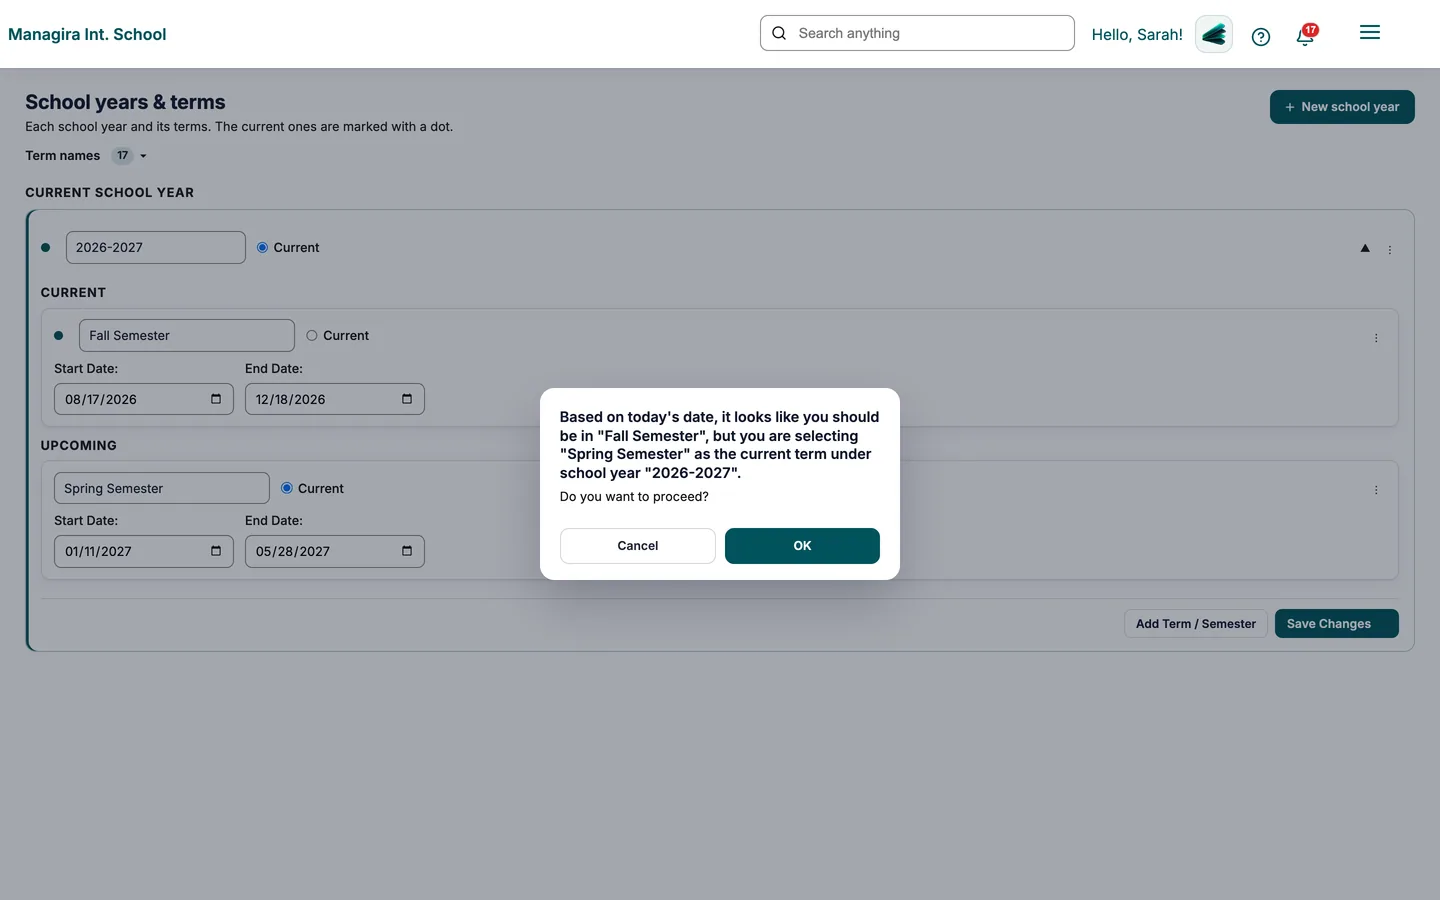 Managira Int. School
Search anything
Hello, Sarah!
17
School years & terms
Each school year and its terms. The current ones are marked with a dot.
+ New school year
Term names 17
CURRENT SCHOOL YEAR
2026-2027
Current
CURRENT
Fall Semester
Current
Start Date:
End Date:
08/17/2026
12/18/2026
UPCOMING
Spring Semester
Current
Start Date:
End Date:
01/11/2027
05/28/2027
Add Term / Semester
Save Changes
Based on today's date, it looks like you should
be in "Fall Semester", but you are selecting
"Spring Semester" as the current term under
school year "2026-2027".
Do you want to proceed?
Cancel
OK